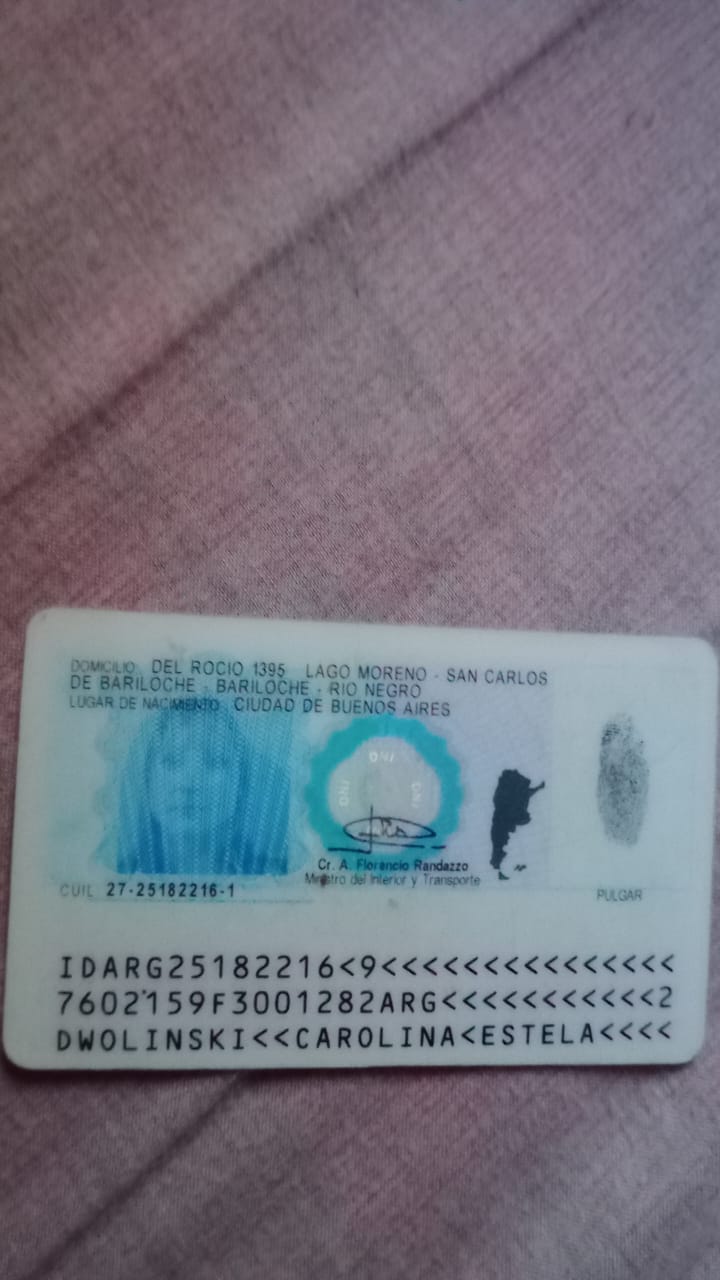 DOMICILIO DEL ROCIO 1395 LAGO MORENO - SAN CARLOS
DE BARILOCHE - BARILOCHE - RIO NEGRO
LUGAR DE NACIMIENTO CIUDAD DE BUENOS AIRES
DNI
DNI
DNI
Cr. A. Florencio Randazzo
Ministro del Interior y Transporte
CUIL 27-25182216-1
PULGAR
IDARG25182216<9<<<<<<<<<<<<<<<
7602159F3001282ARG<<<<<<<<<<<2
DWOLINSKI<<CAROLINA<ESTELA<<<<